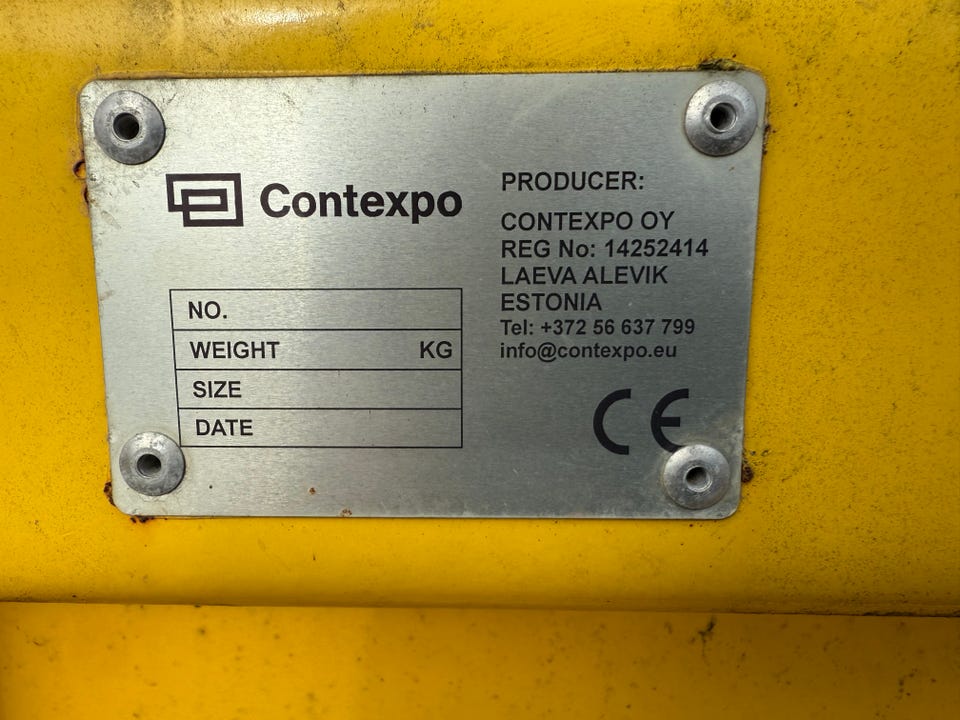 Contexpo
NO.
WEIGHT KG
SIZE
DATE
PRODUCER:
CONTEXPO OY
REG No: 14252414
LAEVA ALEVIK
ESTONIA
Tel: +372 56 637 799
info@contexpo.eu
CE